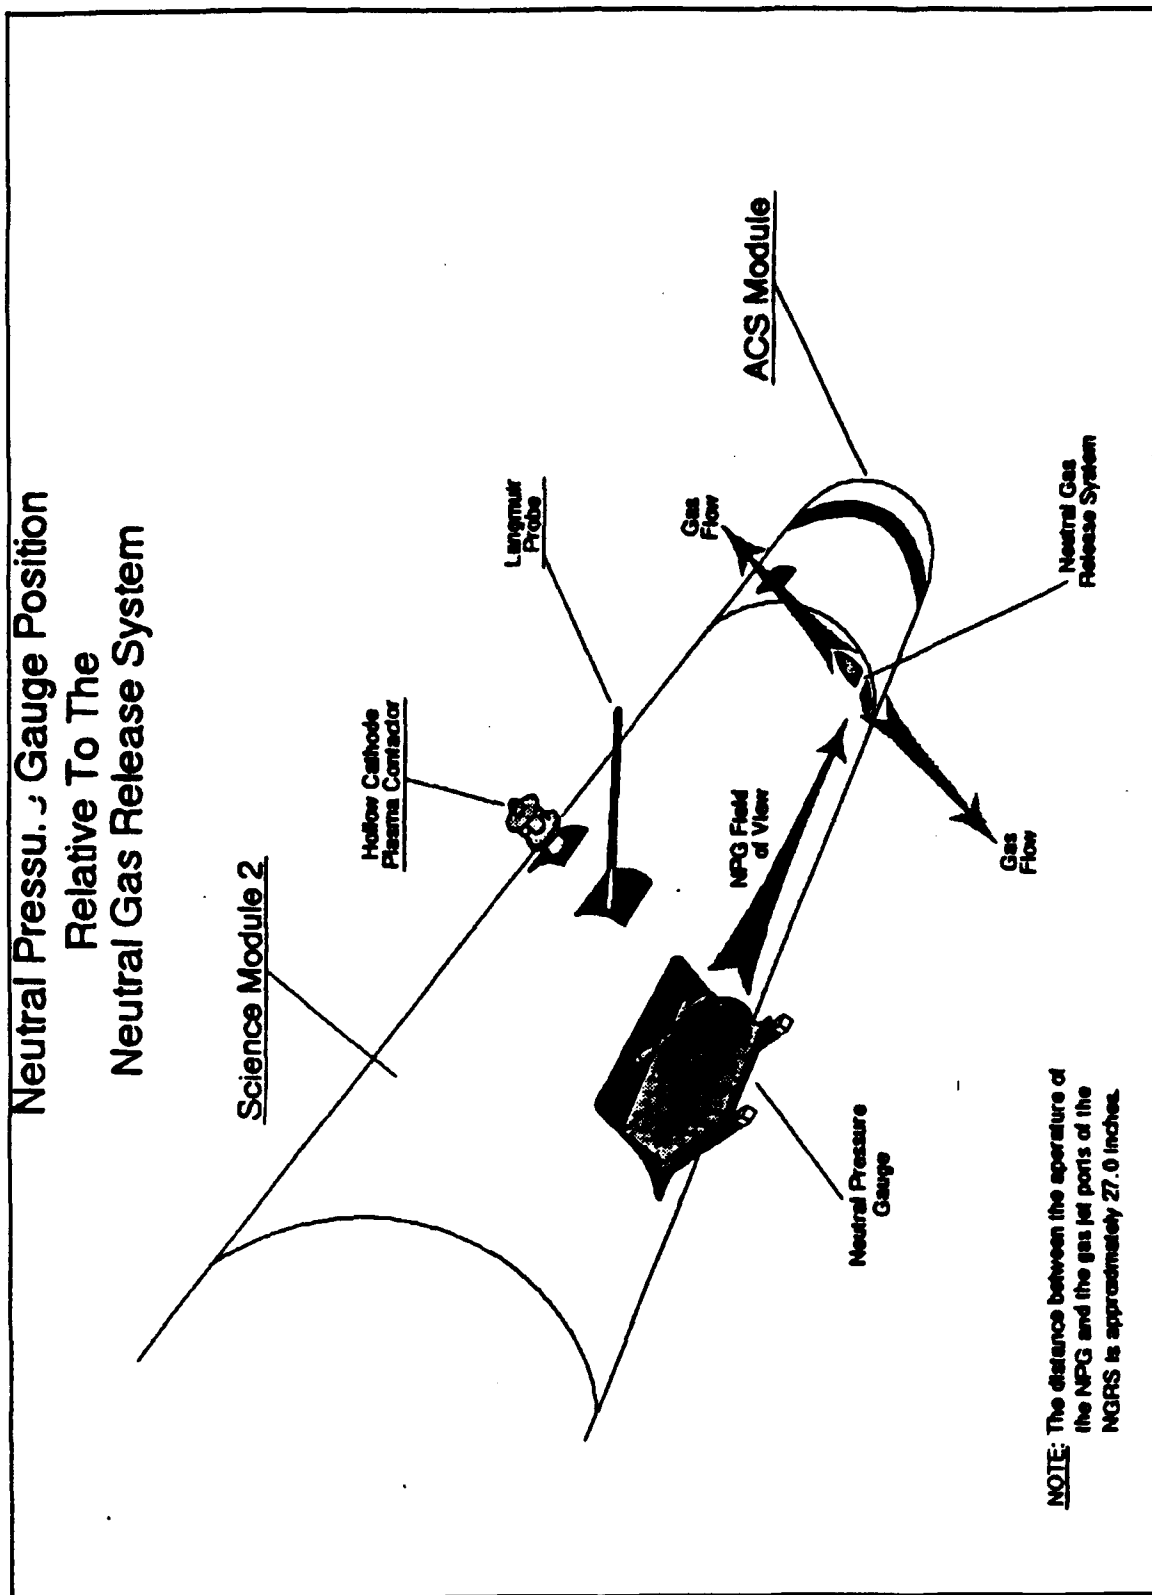 Neutral Pressu.. Gauge Position
Relative To The
Neutral Gas Release System
Science Module 2
Hollow Cathode
Plasma Contactor
Langmuir
Probe
Gas
Flow
ACS Module
NPG Field
of View
Neutral Gas
Release System
Gas
Flow
Neutral Pressure
Gauge
NOTE: The distance between the aperature of
the NPG and the gas jet ports of the
NGRS is approximately 27.0 inches.